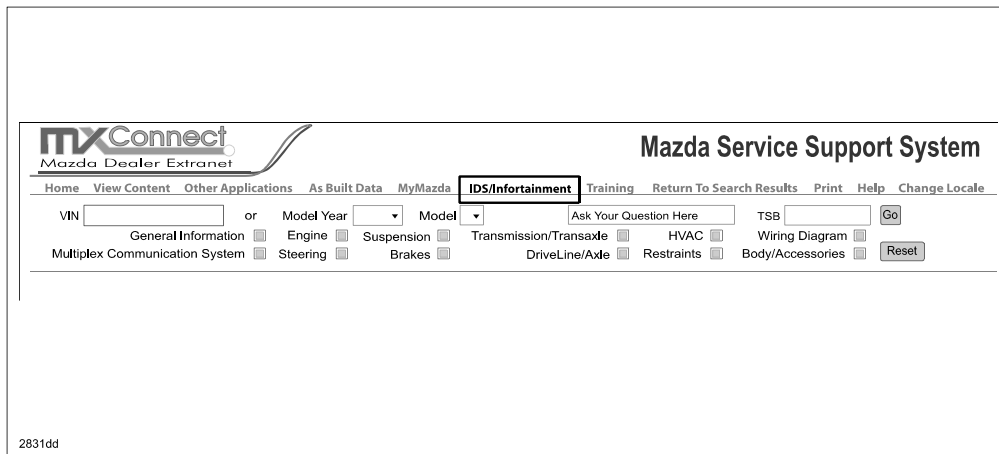 mxConnect
Mazda Dealer Extranet
Mazda Service Support System
Home View Content Other Applications As Built Data MyMazda IDS/Infortainment Training Return To Search Results Print Help Change Locale
VIN or Model Year Model Ask Your Question Here TSB Go
General Information Engine Suspension Transmission/Transaxle HVAC Wiring Diagram
Multiplex Communication System Steering Brakes DriveLine/Axle Restraints Body/Accessories Reset
2831dd